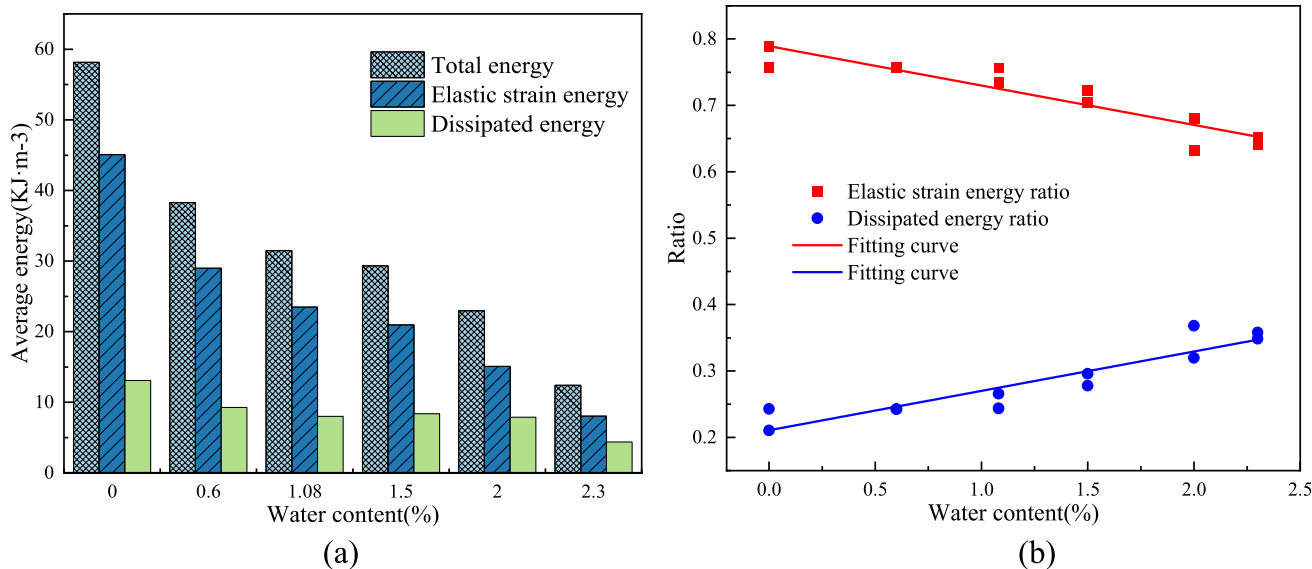 60
50
40
30
20
10
0
Average energy(KJ·m-3)
Total energy
Elastic strain energy
Dissipated energy
0 0.6 1.08 1.5 2 2.3
Water content(%)
(a)
0.8
0.7
0.6
0.5
0.4
0.3
0.2
Ratio
Elastic strain energy ratio
Dissipated energy ratio
Fitting curve
Fitting curve
0.0 0.5 1.0 1.5 2.0 2.5
Water content(%)
(b)